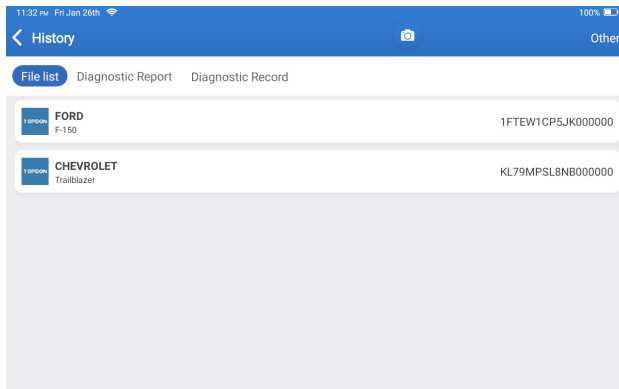 11:32 PM Fri Jan 26th 100%
History Other
File list Diagnostic Report Diagnostic Record
TOPDON FORD 1FTEW1CP5JK000000
F-150
TOPDON CHEVROLET KL79MPSL8NB000000
Trailblazer